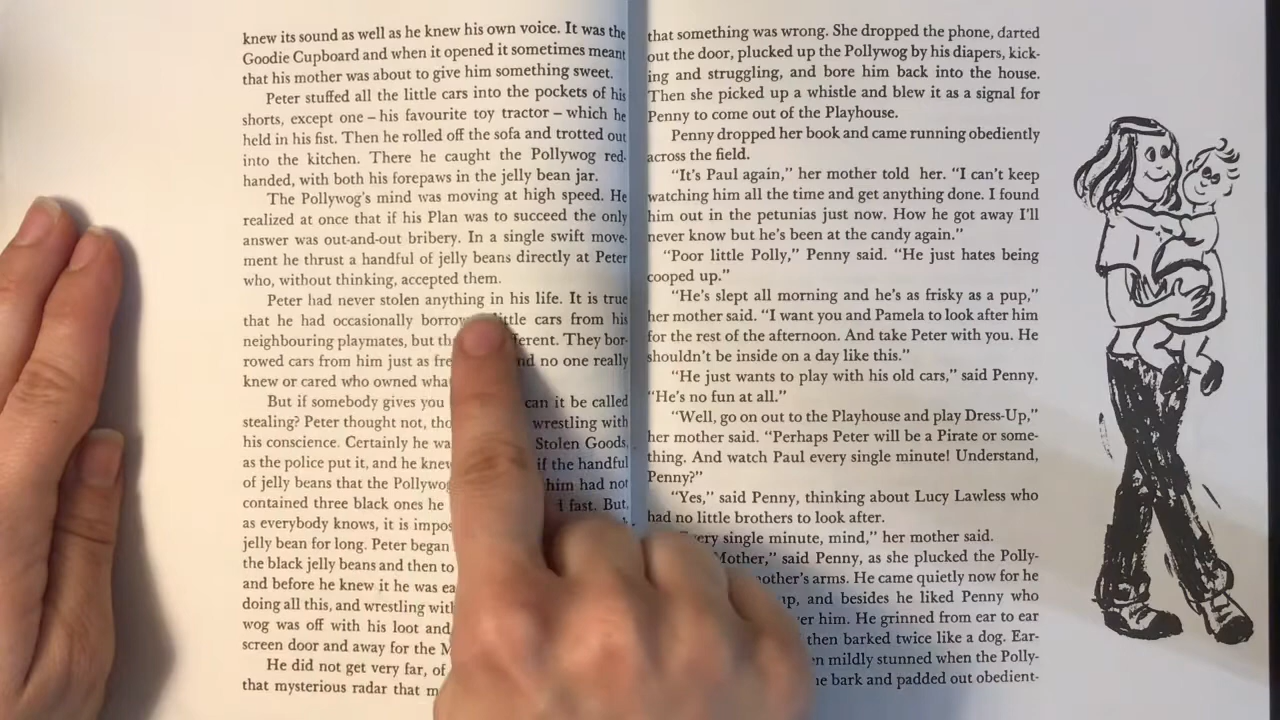 knew its sound as well as he knew his own voice. It was the
Goodie Cupboard and when it opened it sometimes meant
that his mother was about to give him something sweet.
Peter stuffed all the little cars into the pockets of his
shorts, except one – his favourite toy tractor – which he
held in his fist. Then he rolled off the sofa and trotted out
into the kitchen. There he caught the Pollywog red-
handed, with both his forepaws in the jelly bean jar.
The Pollywog's mind was moving at high speed. He
realized at once that if his Plan was to succeed the only
answer was out-and-out bribery. In a single swift move-
ment he thrust a handful of jelly beans directly at Peter
who, without thinking, accepted them.
Peter had never stolen anything in his life. It is true
that he had occasionally little cars from his
neighbouring playmates, but They bor-
rowed cars from him just as no one really
knew or cared who owned
But if somebody gives you can it be called
stealing? Peter thought not, wrestling with
his conscience. Certainly he Stolen Goods,
as the police put it, and he if the handful
of jelly beans that the him had not
contained three black ones he fast. But,
as everybody knows, it is
jelly bean for long. Peter began
the black jelly beans and then to
and before he knew it he was
doing all this, and wrestling
wog was off with his loot and
screen door and away for the
He did not get very far, of
that mysterious radar that
that something was wrong. She dropped the phone, darted
out the door, plucked up the Pollywog by his diapers, kick-
ing and struggling, and bore him back into the house.
Then she picked up a whistle and blew it as a signal for
Penny to come out of the Playhouse.
Penny dropped her book and came running obediently
across the field.
"It's Paul again," her mother told her. "I can't keep
watching him all the time and get anything done. I found
him out in the petunias just now. How he got away I'll
never know but he's been at the candy again."
"Poor little Polly," Penny said. "He just hates being
cooped up."
"He's slept all morning and he's as frisky as a pup,"
her mother said. "I want you and Pamela to look after him
for the rest of the afternoon. And take Peter with you. He
shouldn't be inside on a day like this."
"He just wants to play with his old cars," said Penny.
"He's no fun at all."
"Well, go on out to the Playhouse and play Dress-Up,"
her mother said. "Perhaps Peter will be a Pirate or some-
thing. And watch Paul every single minute! Understand,
Penny?"
"Yes," said Penny, thinking about Lucy Lawless who
had no little brothers to look after.
single minute, mind," her mother said.
Mother," said Penny, as she plucked the Polly-
arms. He came quietly now for he
up, and besides he liked Penny who
him. He grinned from ear to ear
then barked twice like a dog. Ear-
mildly stunned when the Polly-
bark and padded out obedient-